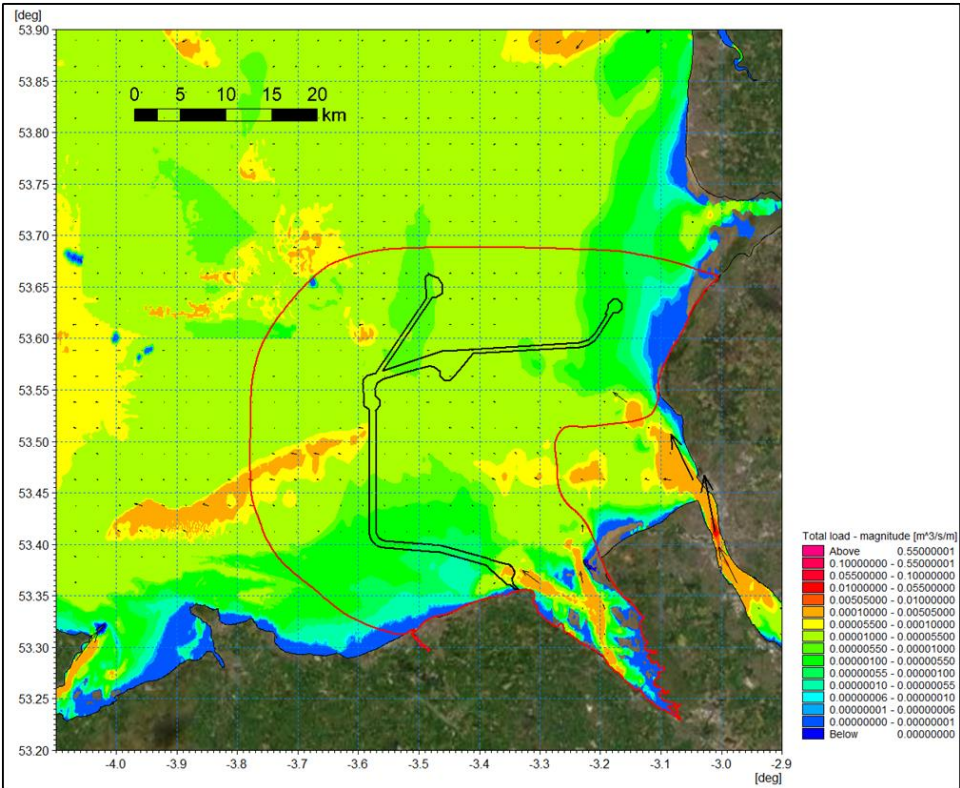 [deg]
53.90
53.85
0 5 10 15 20
km
53.80
53.75
53.70
53.65
53.60
53.55
53.50
53.45
53.40
53.35
53.30
53.25
53.20
-4.0 -3.9 -3.8 -3.7 -3.6 -3.5 -3.4 -3.3 -3.2 -3.1 -3.0 -2.9
[deg]
Total load - magnitude [m^3/s/m]
Above 0.55000001
0.10000000 - 0.55000001
0.05500000 - 0.10000000
0.01000000 - 0.05500000
0.00505000 - 0.01000000
0.00010000 - 0.00505000
0.00005500 - 0.00010000
0.00001000 - 0.00005500
0.00000550 - 0.00001000
0.00000100 - 0.00000550
0.00000055 - 0.00000100
0.00000010 - 0.00000055
0.00000006 - 0.00000010
0.00000001 - 0.00000006
0.00000000 - 0.00000001
Below 0.00000000